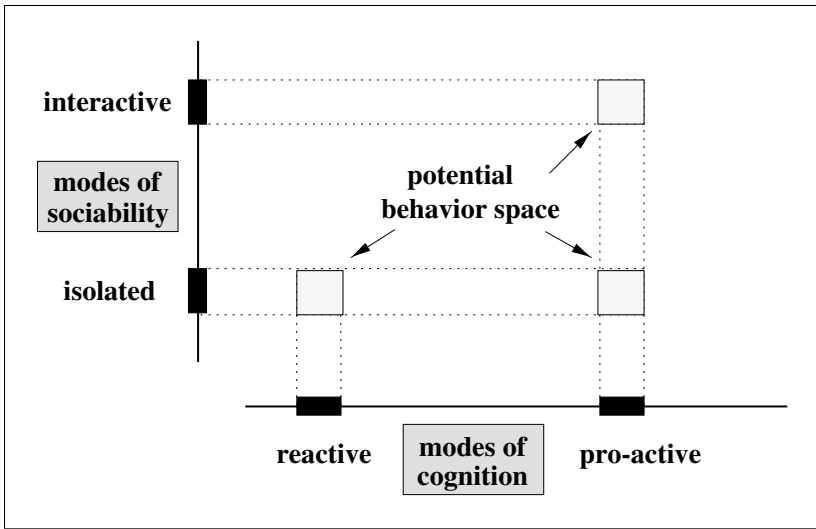 interactive
modes of
sociability
potential
behavior space
isolated
reactive
modes of
cognition
pro-active